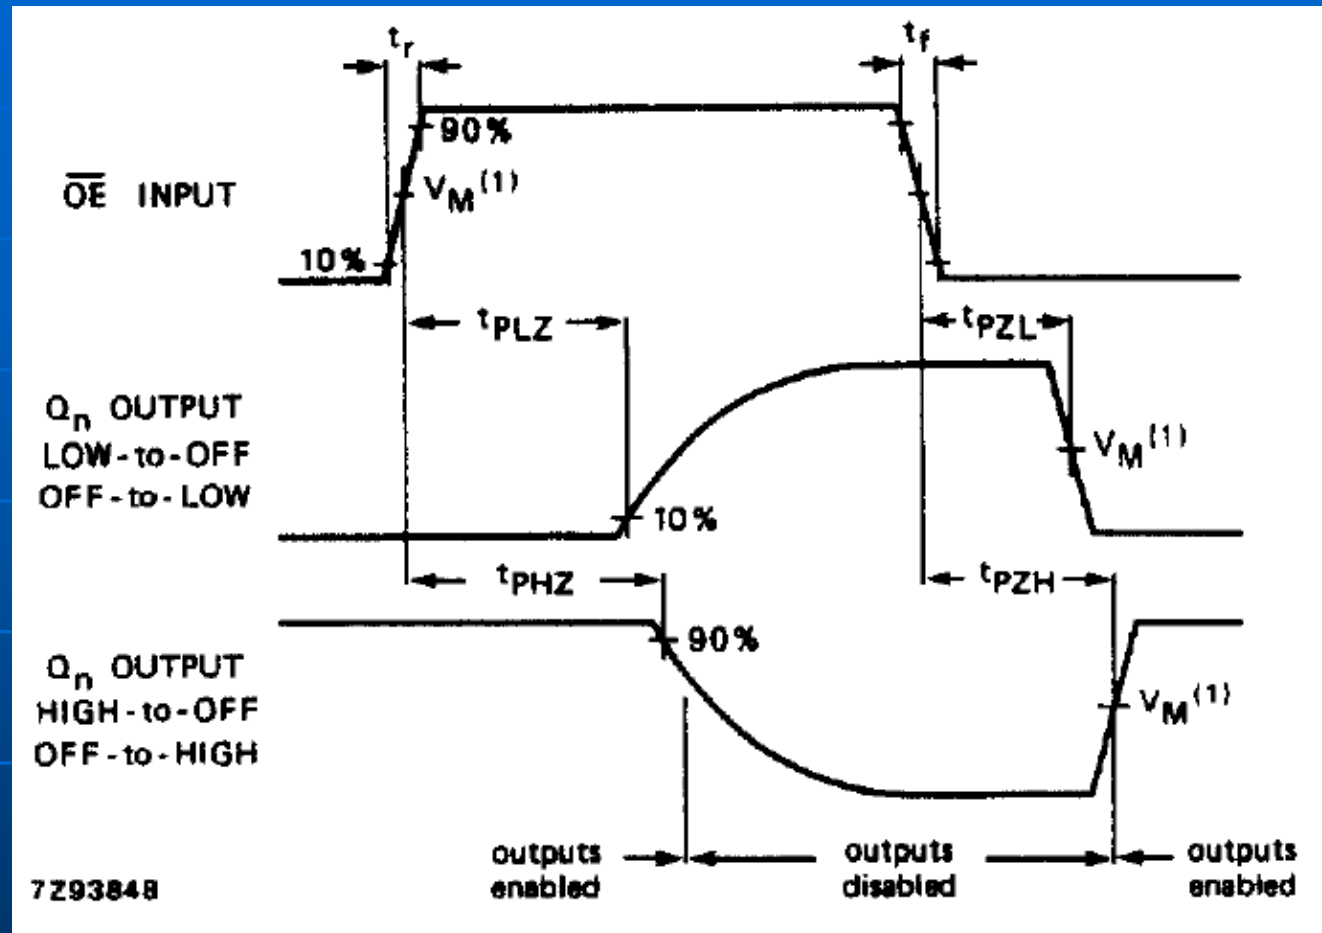 tr
tf
90%
OE INPUT
VM(1)
10%
tPLZ
tPZL
Qn OUTPUT
LOW-to-OFF
OFF-to-LOW
VM(1)
10%
tPHZ
tPZH
90%
Qn OUTPUT
HIGH-to-OFF
OFF-to-HIGH
VM(1)
outputs enabled
outputs disabled
outputs enabled
7Z93848